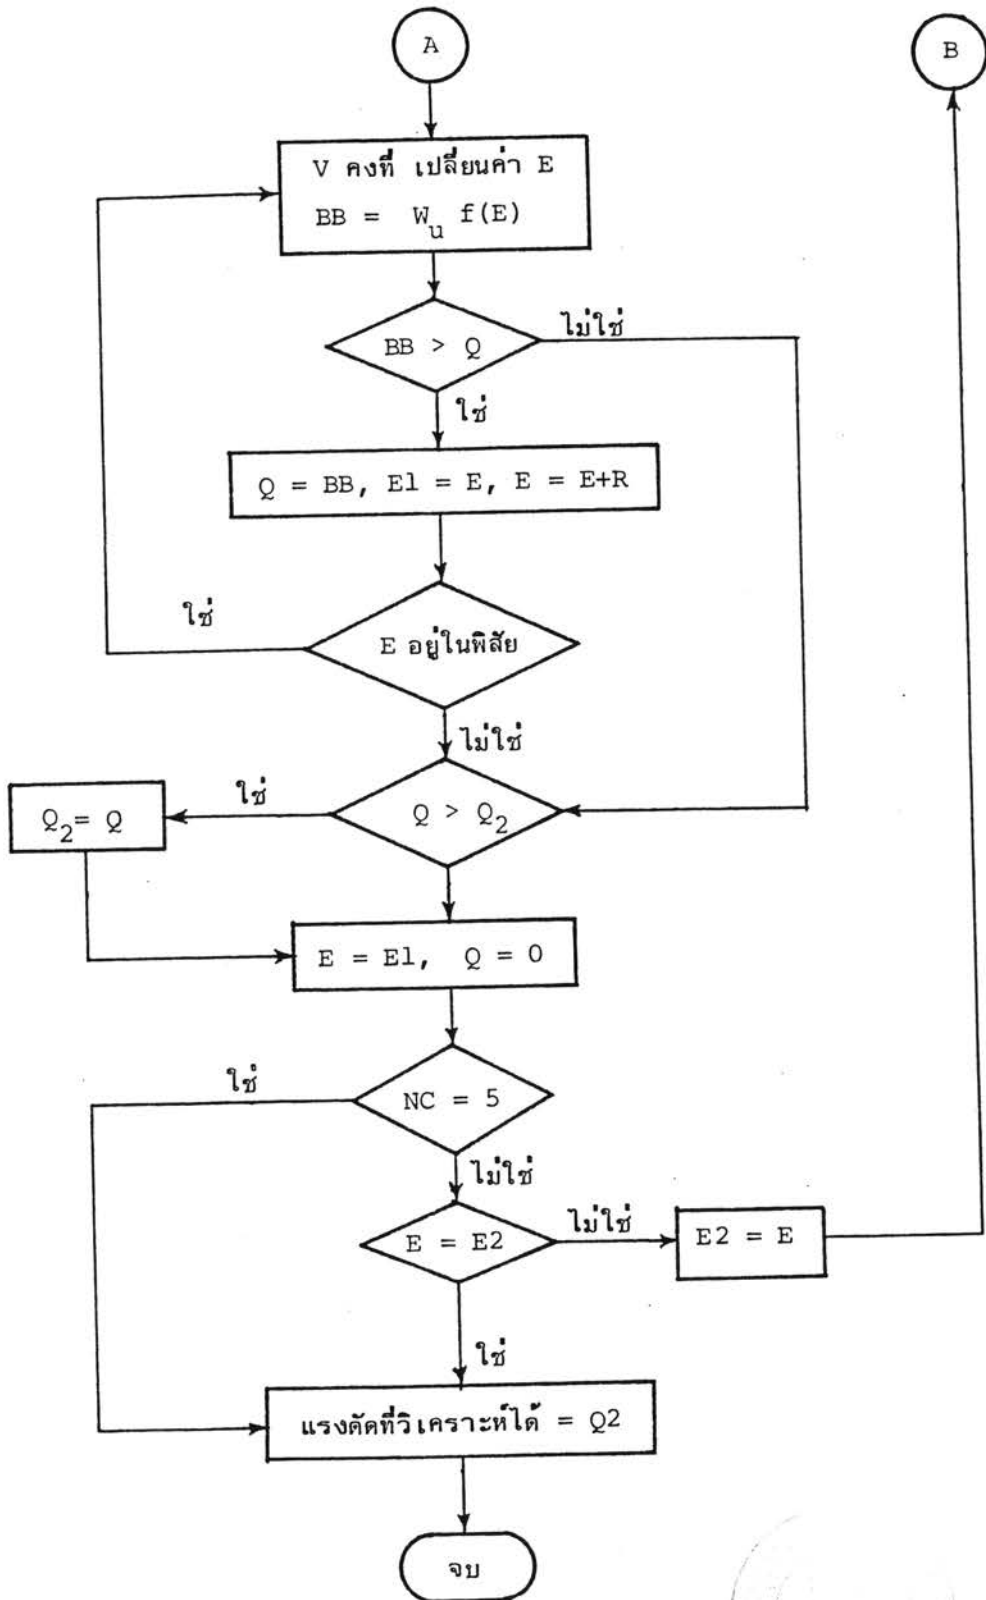 A
B
V คงที่ เปลี่ยนค่า E
BB = W_u f(E)
BB > Q
ไม่ใช่
ใช่
Q = BB, E1 = E, E = E+R
E อยู่ในพิสัย
ใช่
ไม่ใช่
Q > Q_2
ใช่
Q_2 = Q
E = E1, Q = 0
NC = 5
ใช่
ไม่ใช่
E = E2
ไม่ใช่
E2 = E
ใช่
แรงดัดที่วิเคราะห์ได้ = Q2
จบ